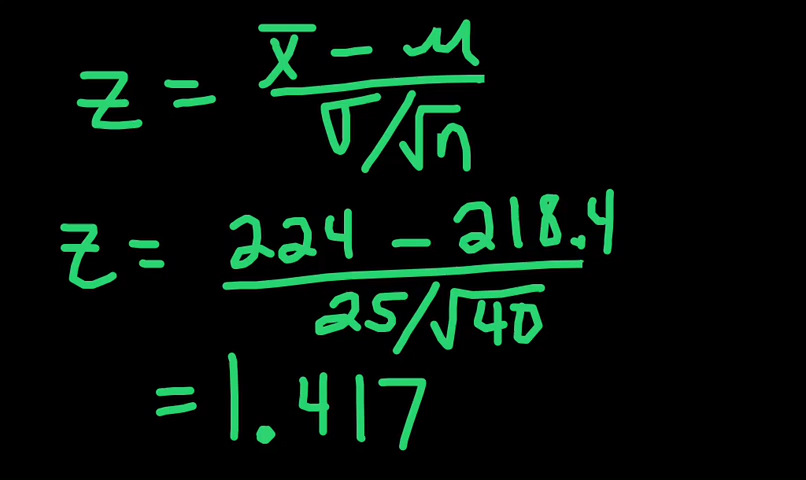 z = (x̄ − μ) / (σ/√n)
z = (224 − 218.4) / (25/√40)
= 1.417